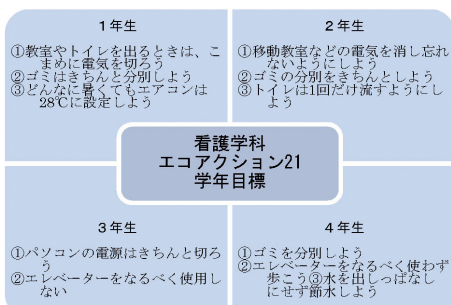 1年生
①教室やトイレを出るときは、こ
まめに電気を切ろう
②ゴミはきちんと分別しよう
③どんなに暑くてもエアコンは
28℃に設定しよう
2年生
①移動教室などの電気を消し忘れ
ないようにしよう
②ゴミの分別をきちんとしよう
③トイレは1回だけ流すようにし
よう
看護学科
エコアクション21
学年目標
3年生
①パソコンの電源はきちんと切ろ
う
②エレベーターをなるべく使用し
ない
4年生
①ゴミを分別しよう
②エレベーターをなるべく使わず
歩こう③水を出しっぱなし
にせず節水しよう